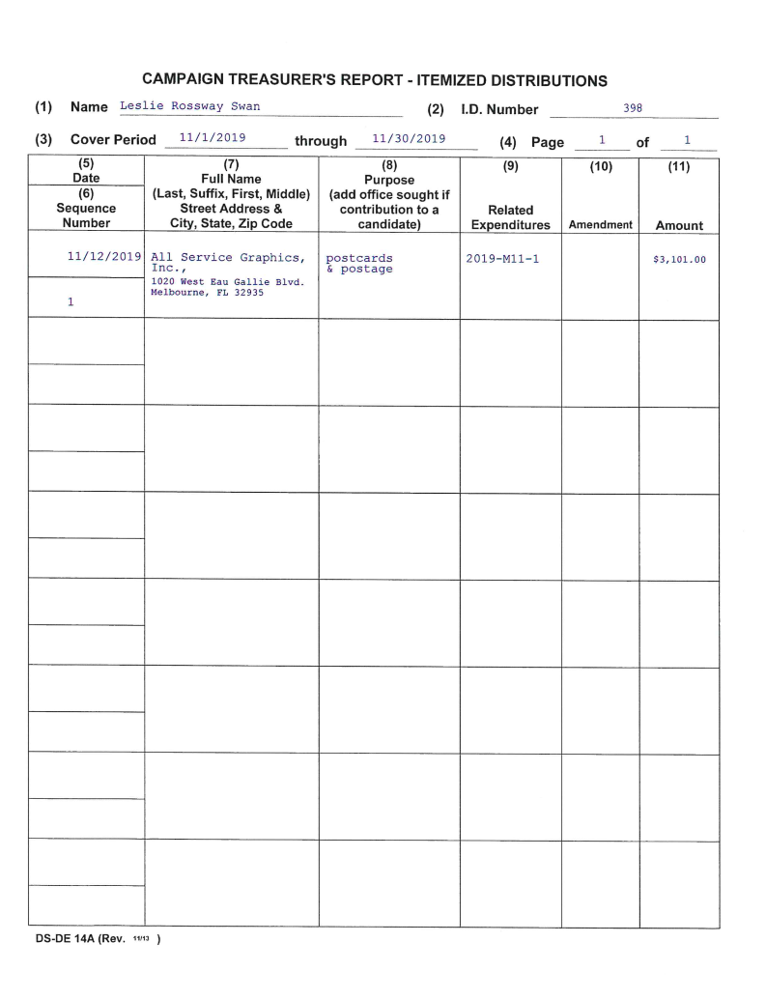 CAMPAIGN TREASURER'S REPORT - ITEMIZED DISTRIBUTIONS
(1) Name Leslie Rossway Swan (2) I.D. Number 398
(3) Cover Period 11/1/2019 through 11/30/2019 (4) Page 1 of 1
(5)
Date
(6)
Sequence
Number
(7)
Full Name
(Last, Suffix, First, Middle)
Street Address &
City, State, Zip Code
(8)
Purpose
(add office sought if
contribution to a
candidate)
(9)
Related
Expenditures
(10)
Amendment
(11)
Amount
11/12/2019
1
All Service Graphics,
Inc.,
1020 West Eau Gallie Blvd.
Melbourne, FL 32935
postcards
& postage
2019-M11-1
$3,101.00
DS-DE 14A (Rev. 11/13 )